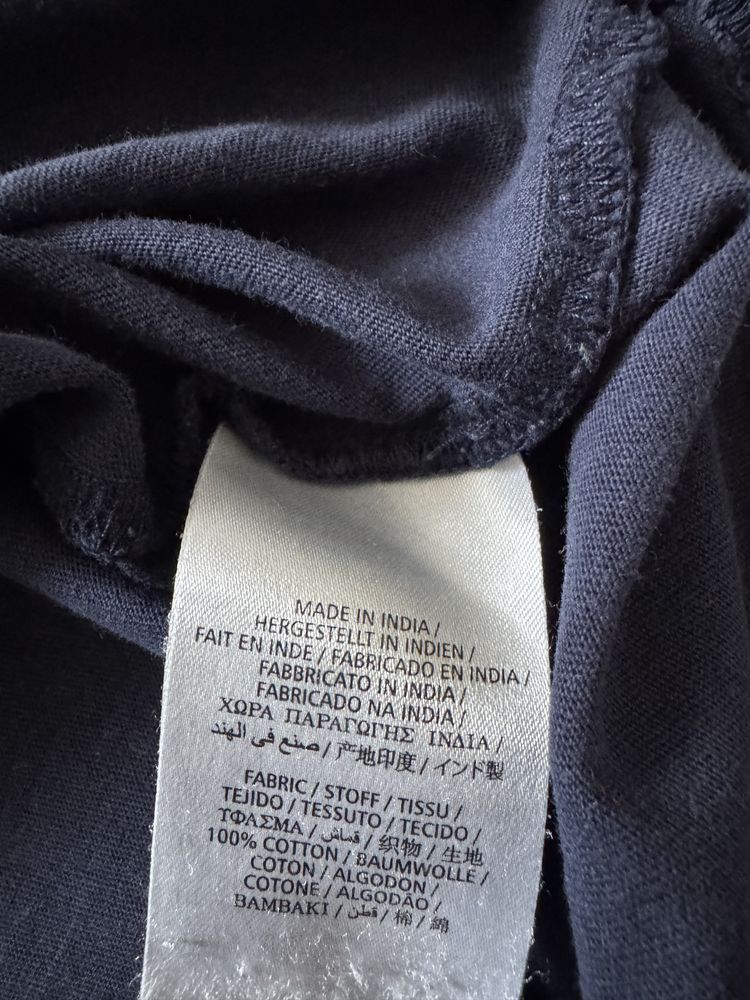 MADE IN INDIA /
HERGESTELLT IN INDIEN /
FAIT EN INDE / FABRICADO EN INDIA /
FABBRICATO IN INDIA /
FABRICADO NA INDIA /
ΧΩΡΑ ΠΑΡΑΓΩΓΗΣ ΙΝΔΙΑ /
صنع في الهند / 产地印度 / インド製
FABRIC / STOFF / TISSU /
TEJIDO / TESSUTO / TECIDO /
ΤΦΑΣΜΑ / قماش / 织物 / 生地
100% COTTON / BAUMWOLLE /
COTON / ALGODON /
COTONE / ALGODÃO /
ΒΑΜΒΑΚΙ / قطن / 棉 / 綿